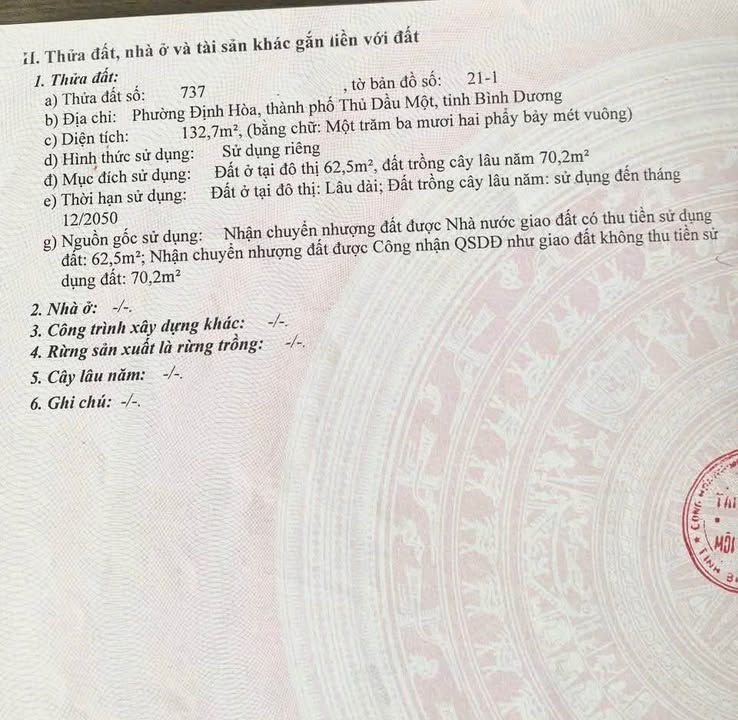 II. Thửa đất, nhà ở và tài sản khác gắn liền với đất
1. Thửa đất:
a) Thửa đất số: 737 , tờ bản đồ số: 21-1
b) Địa chỉ: Phường Định Hòa, thành phố Thủ Dầu Một, tỉnh Bình Dương
c) Diện tích: 132,7m², (bằng chữ: Một trăm ba mươi hai phẩy bảy mét vuông)
d) Hình thức sử dụng: Sử dụng riêng
đ) Mục đích sử dụng: Đất ở tại đô thị 62,5m², đất trồng cây lâu năm 70,2m²
e) Thời hạn sử dụng: Đất ở tại đô thị: Lâu dài; Đất trồng cây lâu năm: sử dụng đến tháng
12/2050
g) Nguồn gốc sử dụng: Nhận chuyển nhượng đất được Nhà nước giao đất có thu tiền sử dụng
đất: 62,5m²; Nhận chuyển nhượng đất được Công nhận QSDĐ như giao đất không thu tiền sử
dụng đất: 70,2m²
2. Nhà ở: -/-.
3. Công trình xây dựng khác: -/-.
4. Rừng sản xuất là rừng trồng: -/-.
5. Cây lâu năm: -/-.
6. Ghi chú: -/-.
CỘNG
MÔI
TỈNH